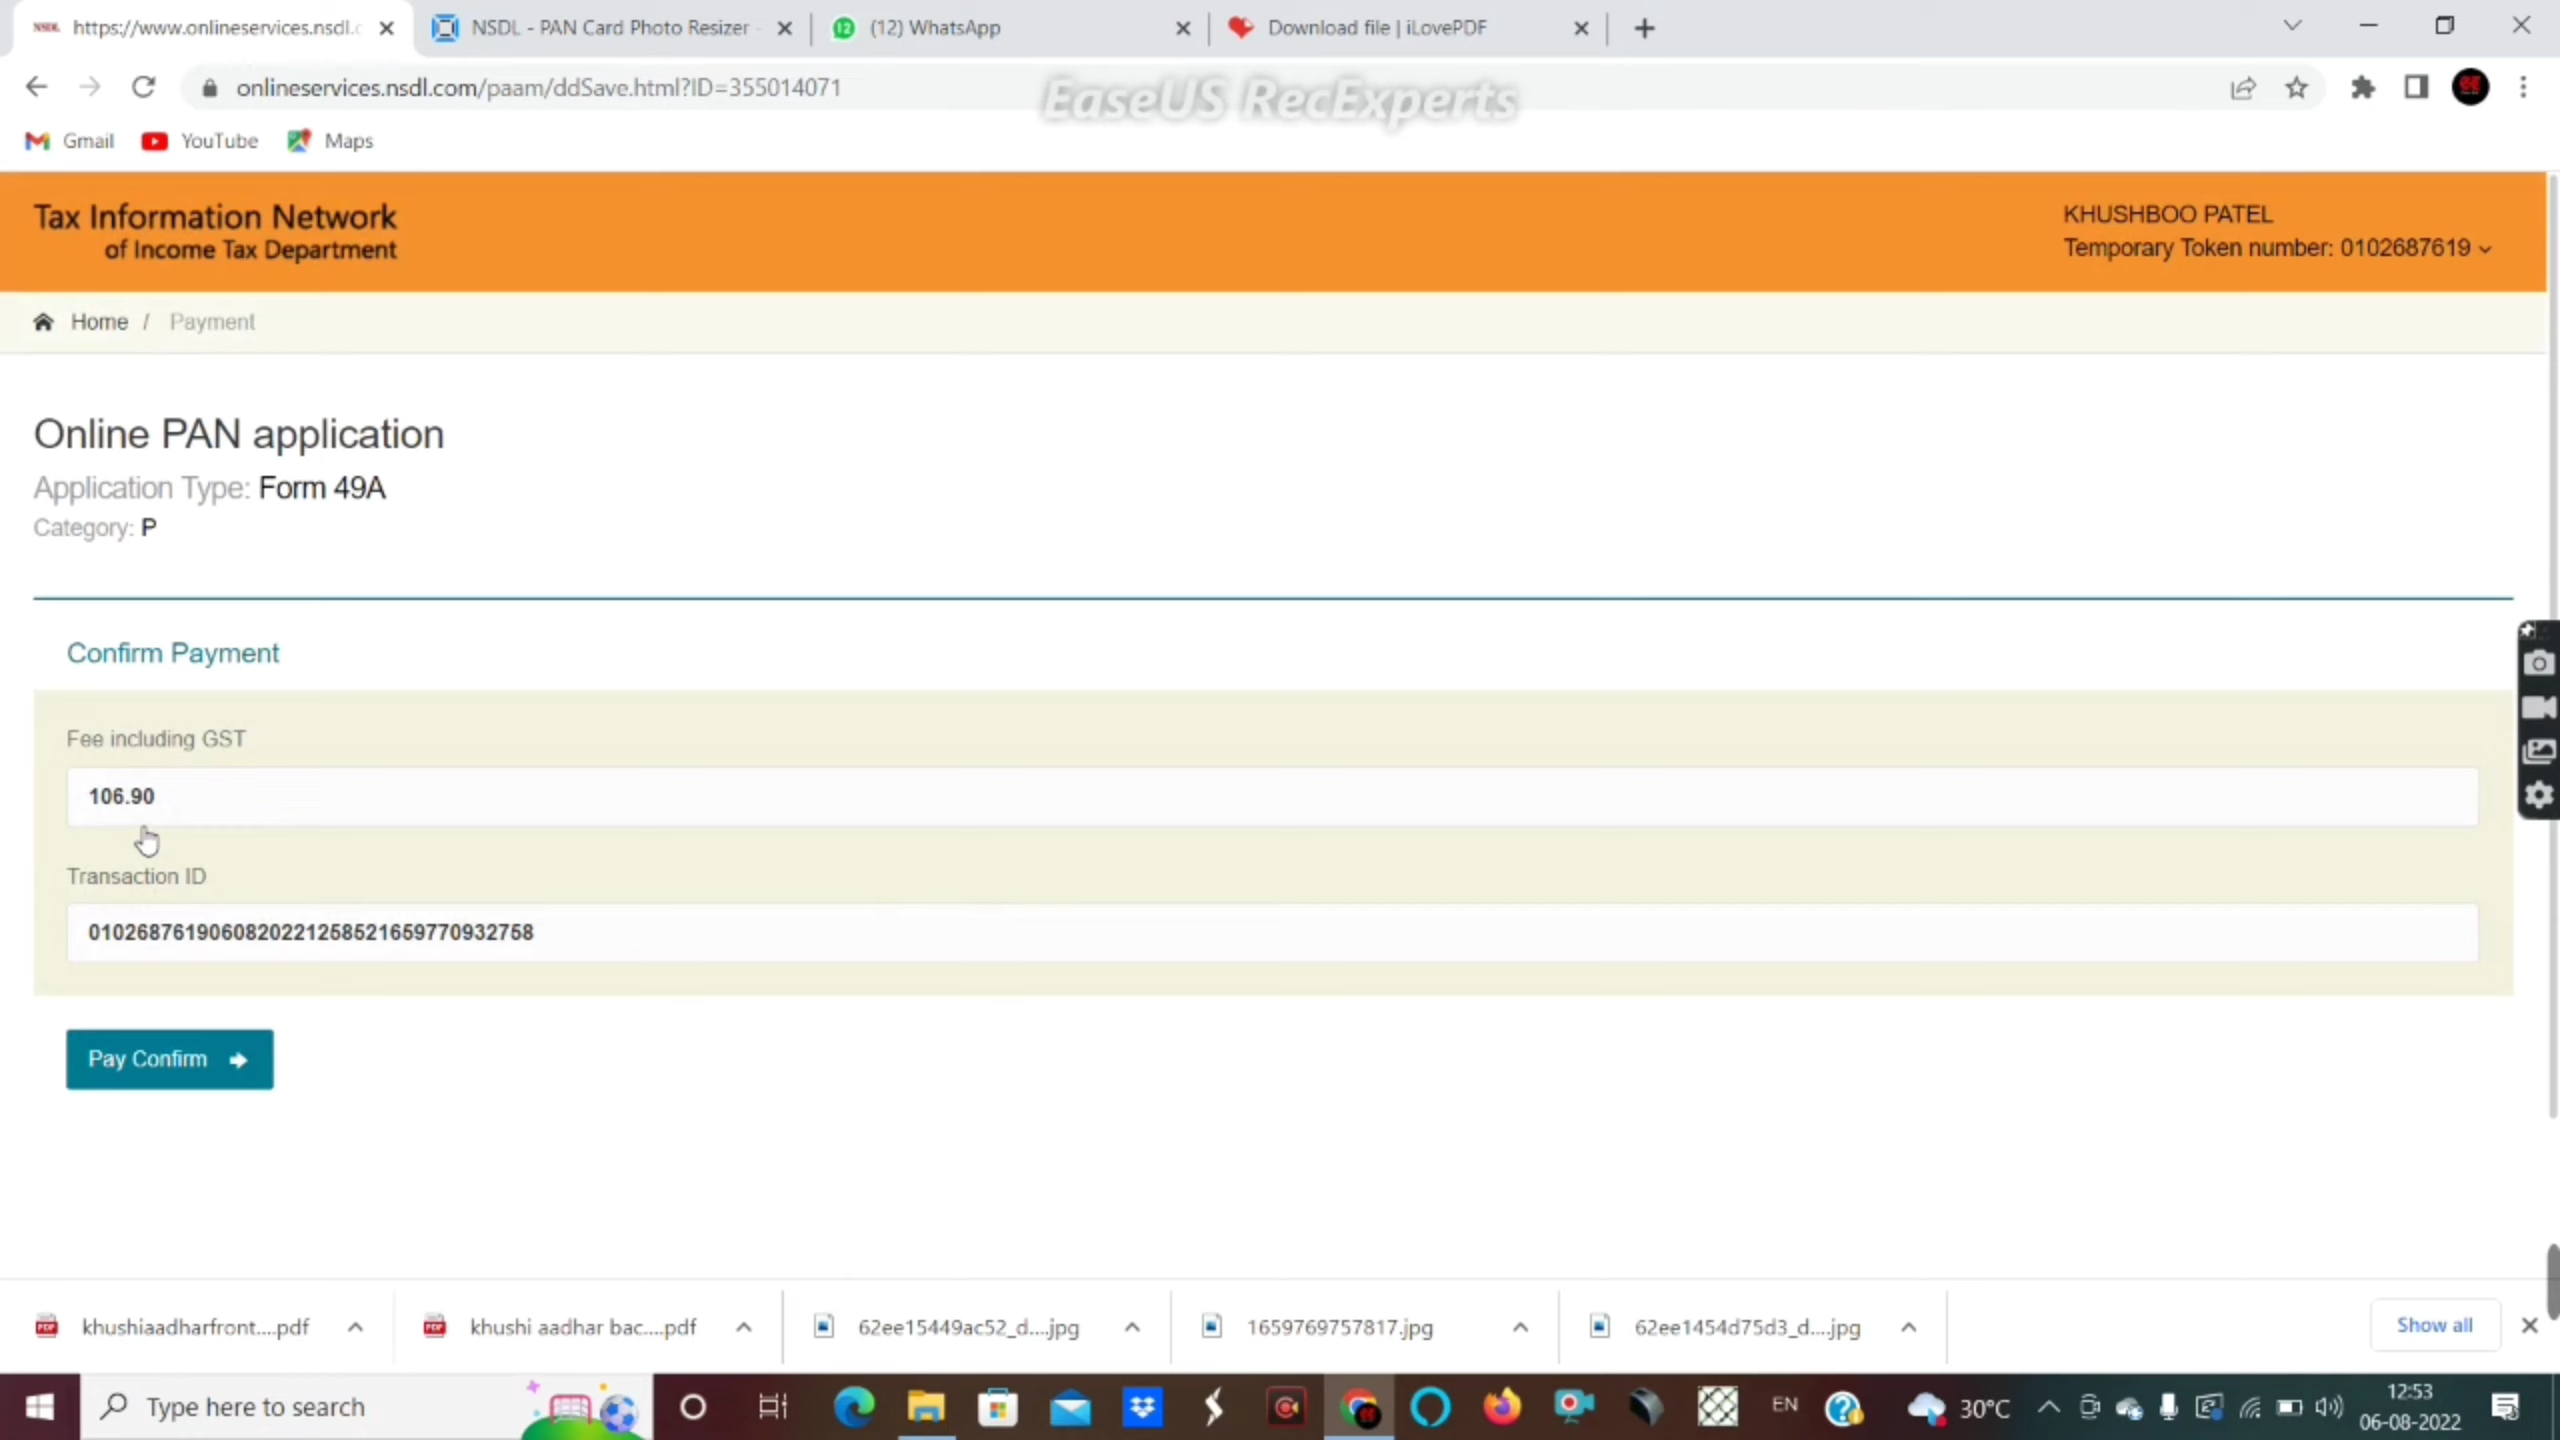 NSDL https://www.onlineservices.nsdl.c
NSDL - PAN Card Photo Resizer -
12 (12) WhatsApp
Download file | iLovePDF
onlineservices.nsdl.com/paam/ddSave.html?ID=355014071
EaseUS RecExperts
Gmail
YouTube
Maps
Tax Information Network
of Income Tax Department
KHUSHBOO PATEL
Temporary Token number: 0102687619
Home / Payment
Online PAN application
Application Type: Form 49A
Category: P
Confirm Payment
Fee including GST
106.90
Transaction ID
0102687619060820221258521659770932758
Pay Confirm
khushiaadharfront....pdf
khushi aadhar bac....pdf
62ee15449ac52_d....jpg
1659769757817.jpg
62ee1454d75d3_d....jpg
Show all
Type here to search
EN
30°C
12:53
06-08-2022